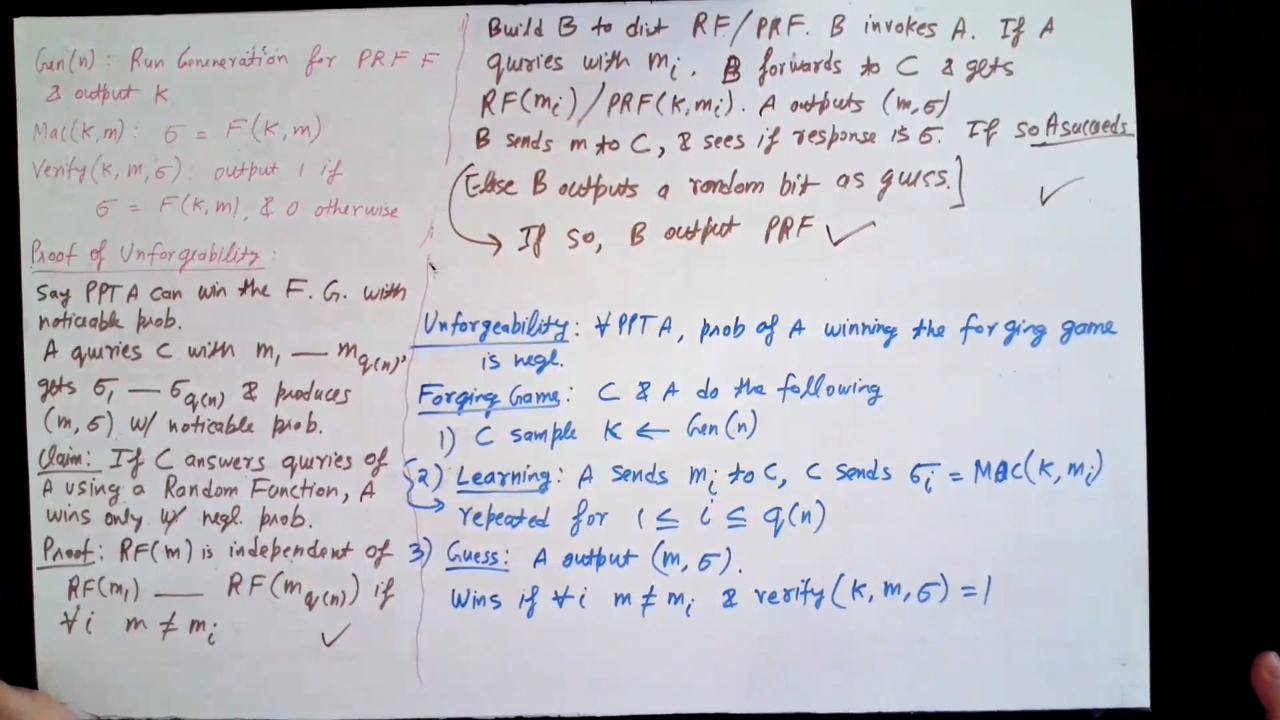 Gen(n): Run Generation for PRF F
& output K
Mac(K,m): σ = F(K,m)
Verify(K,m,σ): output 1 if
σ = F(K,m), & 0 otherwise
Proof of Unforgeability:
Say PPT A can win the F.G. with
noticable prob.
A queries C with m₁ — m_q(n),
gets σ₁ — σ_q(n) & produces
(m,σ) w/ noticable prob.
Claim: If C answers queries of
A using a Random Function, A
wins only w/ negl. prob.
Proof: RF(m) is independent of
RF(m₁) — RF(m_q(n)) if
∀i m ≠ mᵢ ✓
Build B to dist RF/PRF. B invokes A. If A
queries with mᵢ, B forwards to C & gets
RF(mᵢ)/PRF(K,mᵢ). A outputs (m,σ)
B sends m to C, & sees if response is σ. If so A succeeds
(Else B outputs a random bit as guess.] ✓
→ If so, B output PRF ✓
Unforgeability: ∀PPT A, prob of A winning the forging game
is negl.
Forging Game: C & A do the following
1) C sample K ← Gen(n)
2) Learning: A sends mᵢ to C, C sends σᵢ = MAC(K,mᵢ)
→ repeated for 1 ≤ i ≤ q(n)
3) Guess: A output (m,σ).
Wins if ∀i m ≠ mᵢ & verify(K,m,σ) = 1